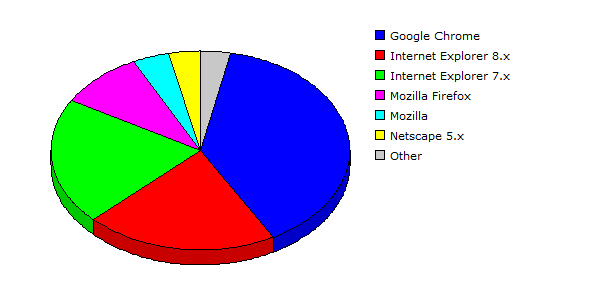 Google Chrome
Internet Explorer 8.x
Internet Explorer 7.x
Mozilla Firefox
Mozilla
Netscape 5.x
Other